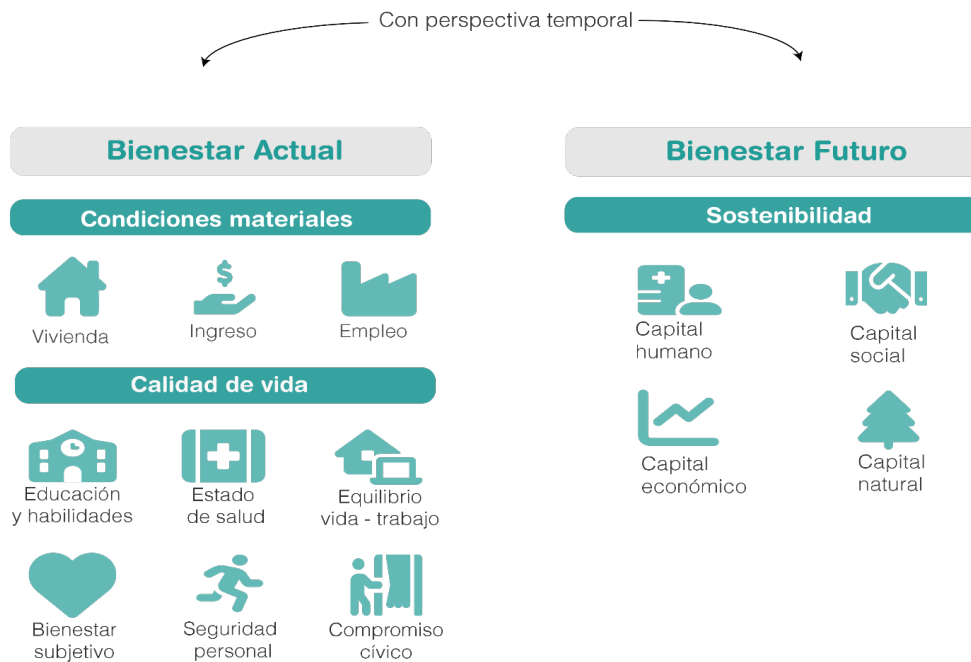 Con perspectiva temporal
Bienestar Actual
Condiciones materiales
$
Vivienda
Ingreso
Empleo
Calidad de vida
Educación
y habilidades
Estado
de salud
Equilibrio
vida - trabajo
Bienestar
subjetivo
Seguridad
personal
Compromiso
cívico
Bienestar Futuro
Sostenibilidad
Capital
humano
Capital
social
Capital
económico
Capital
natural